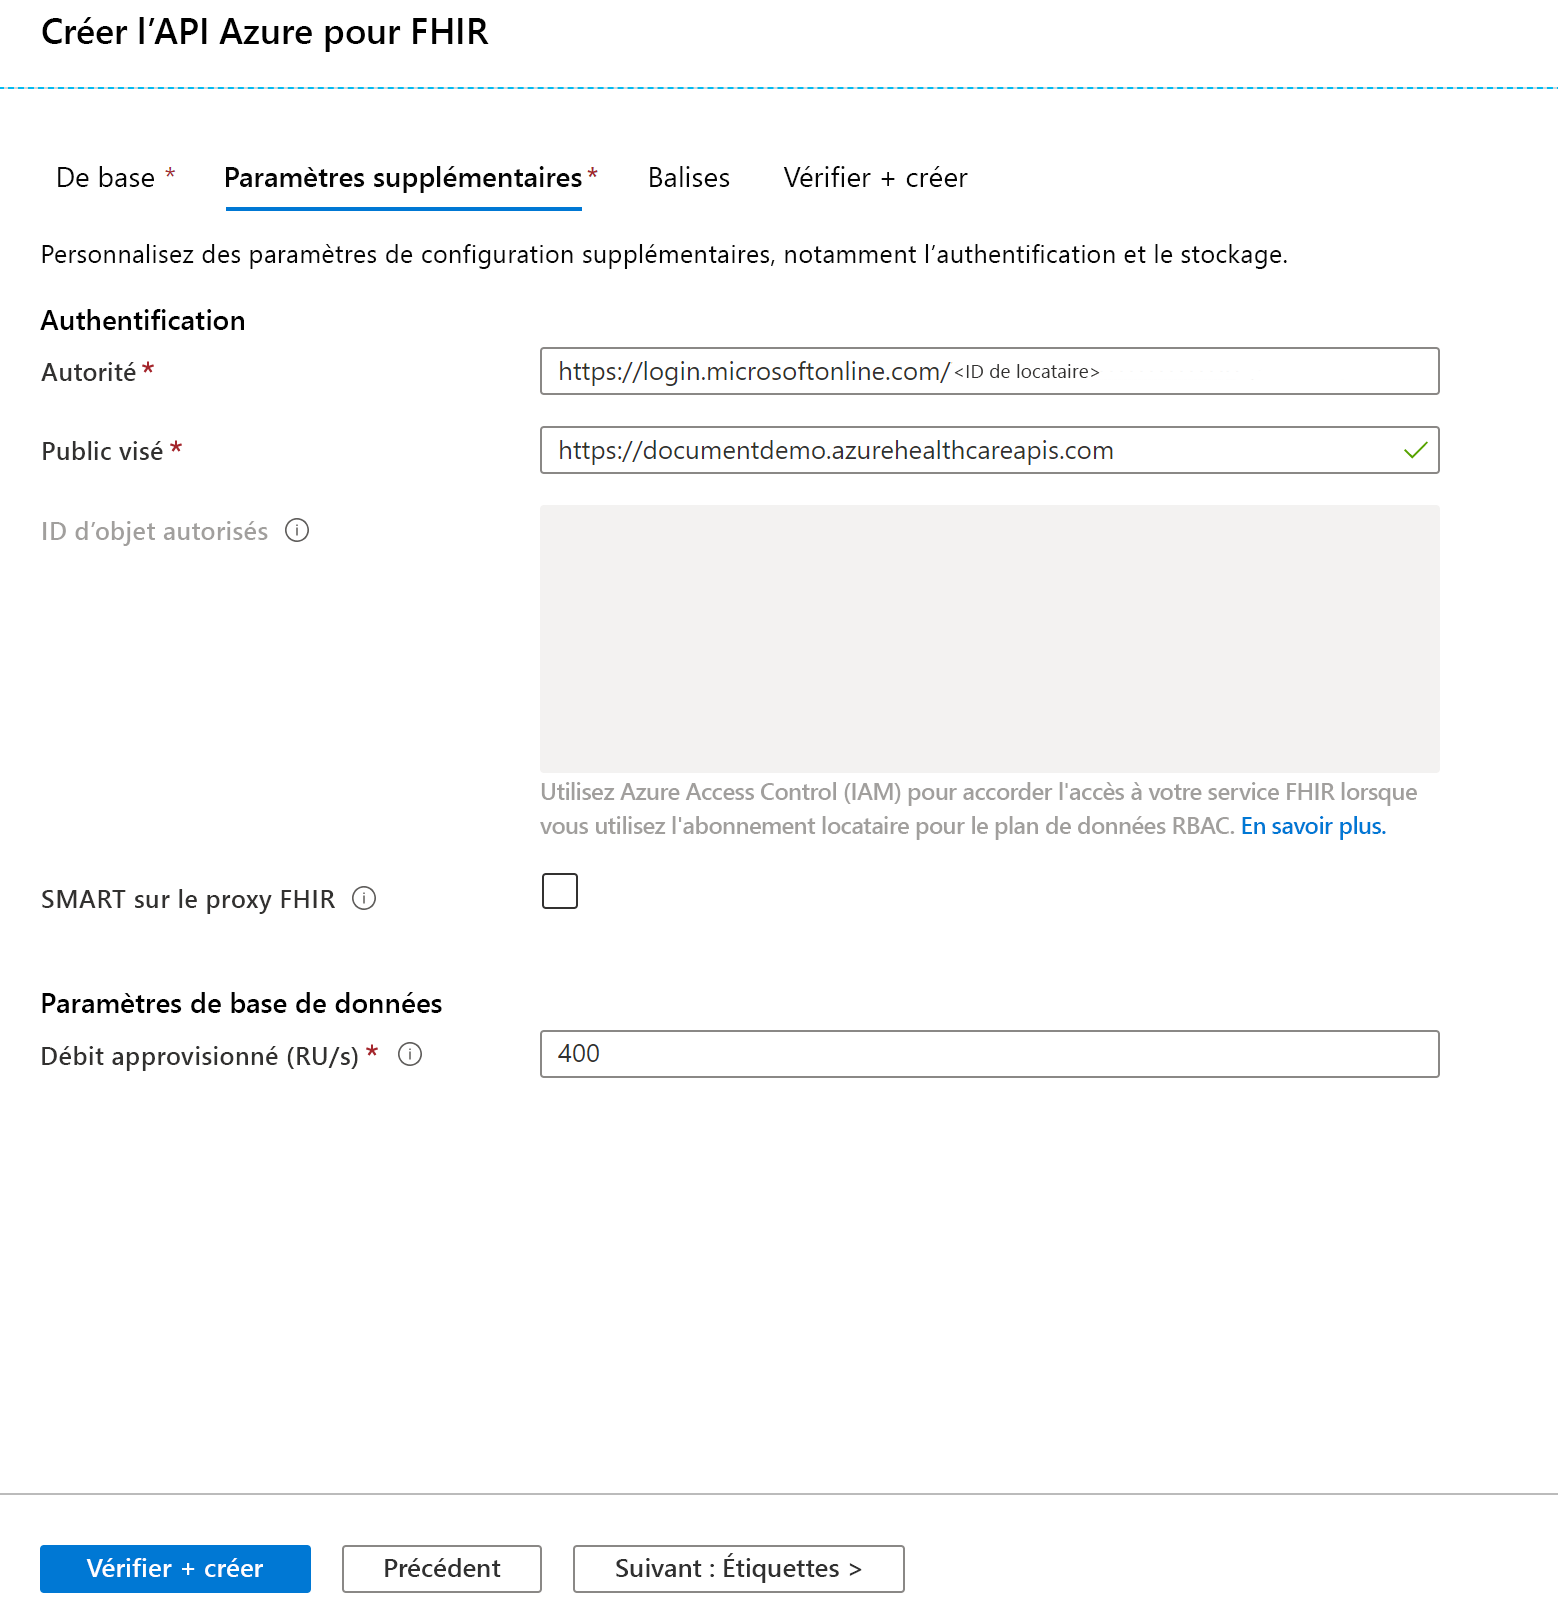 Créer l’API Azure pour FHIR
De base * Paramètres supplémentaires * Balises Vérifier + créer
Personnalisez des paramètres de configuration supplémentaires, notamment l’authentification et le stockage.
Authentification
Autorité * https://login.microsoftonline.com/<ID de locataire>
Public visé * https://documentdemo.azurehealthcareapis.com
ID d’objet autorisés
Utilisez Azure Access Control (IAM) pour accorder l'accès à votre service FHIR lorsque
vous utilisez l'abonnement locataire pour le plan de données RBAC. En savoir plus.
SMART sur le proxy FHIR
Paramètres de base de données
Débit approvisionné (RU/s) * 400
Vérifier + créer Précédent Suivant : Étiquettes >